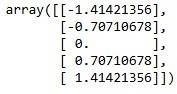 array([[-1.41421356],
       [-0.70710678],
       [ 0.        ],
       [ 0.70710678],
       [ 1.41421356]])